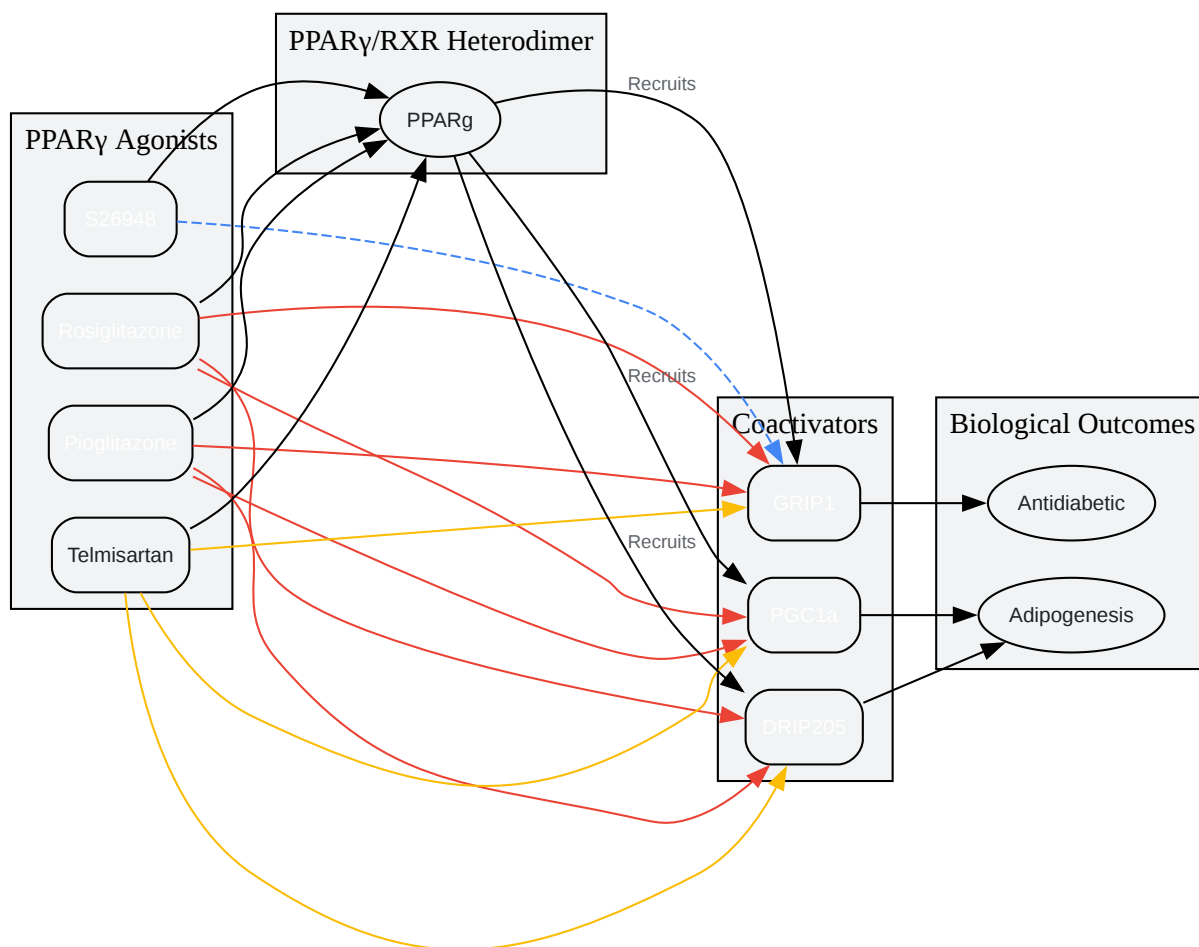 PPARγ/RXR Heterodimer
Recruits
PPARg
PPARγ Agonists
S26948
Rosiglitazone
Recruits
Coactivators
Biological Outcomes
Pioglitazone
GRIP1
Antidiabetic
Recruits
Telmisartan
PGC1a
Adipogenesis
DRIP205